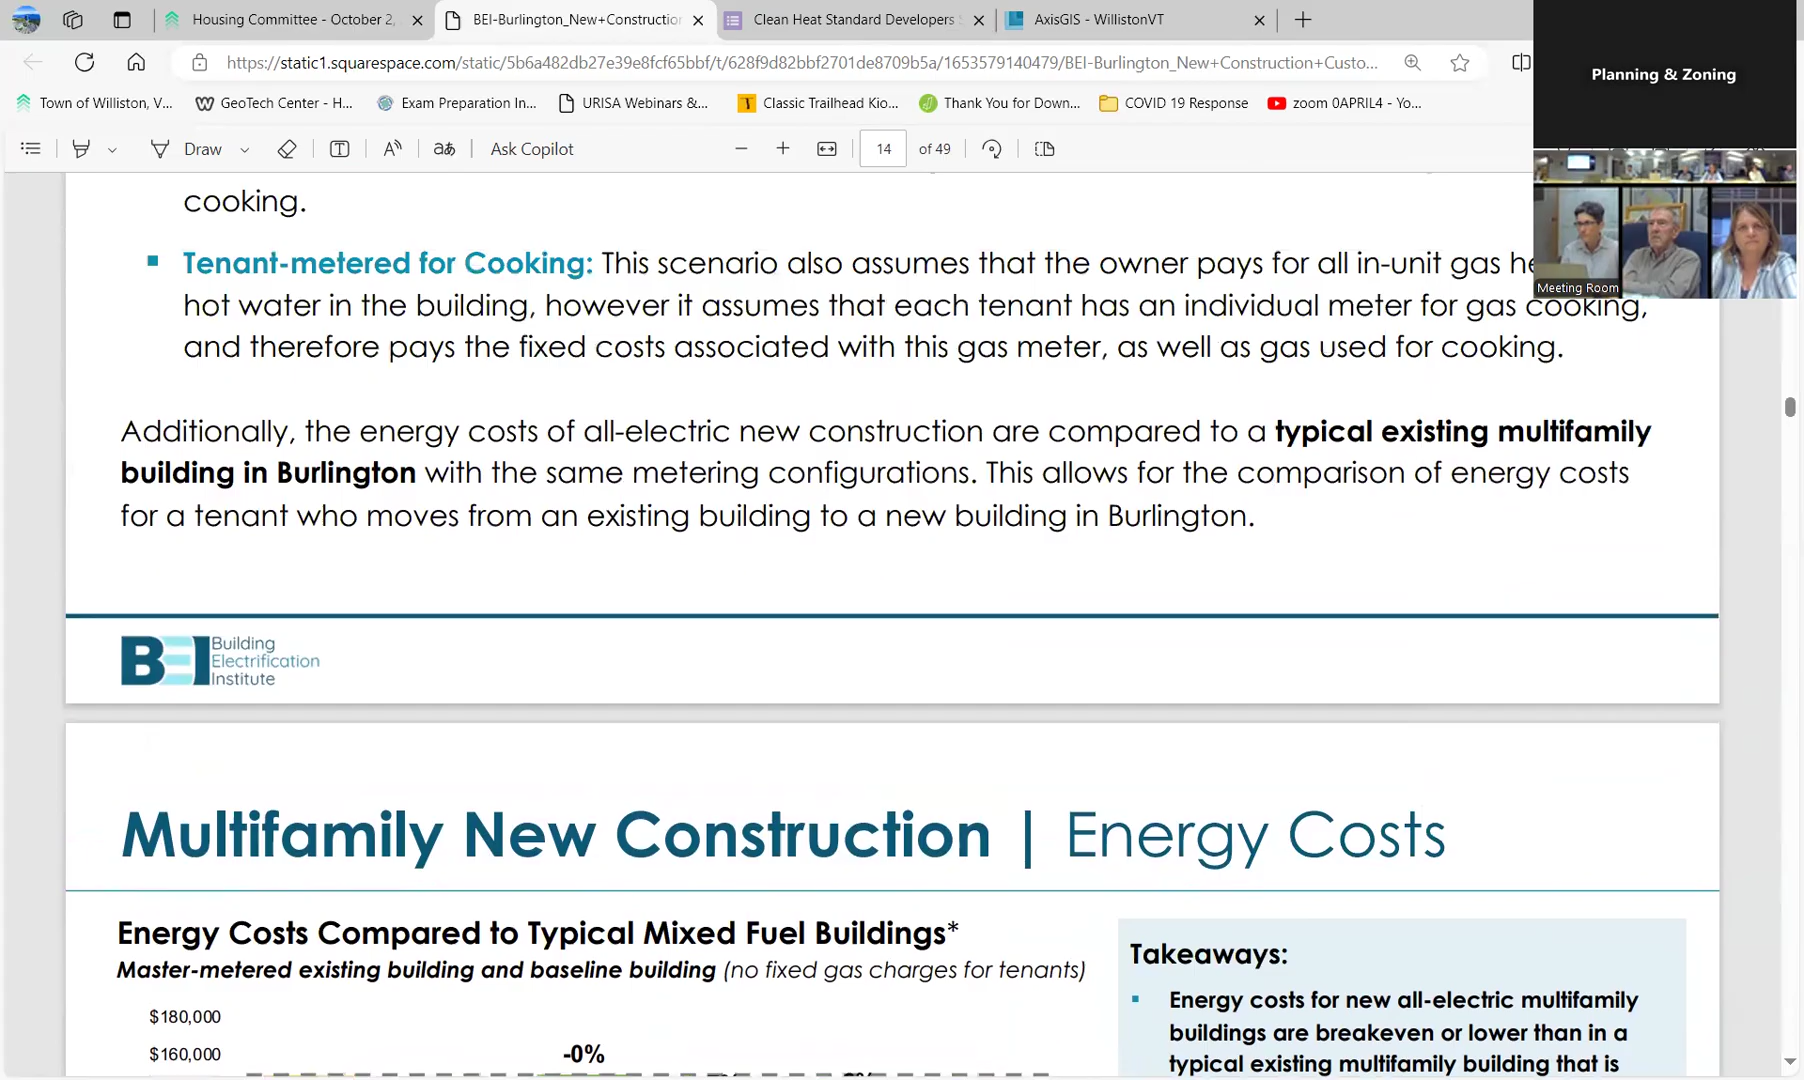 Housing Committee - October 2,
BEI-Burlington_New+Constructio
Clean Heat Standard Developers S
AxisGIS - WillistonVT
https://static1.squarespace.com/static/5b6a482db27e39e8fcf65bbf/t/628f9d82bbf2701de8709b5a/1653579140479/BEI-Burlington_New+Construction+Custo...
Town of Williston, V...
GeoTech Center - H...
Exam Preparation In...
URISA Webinars &...
Classic Trailhead Kio...
Thank You for Down...
COVID 19 Response
zoom 0APRIL4 - Yo...
Draw
Ask Copilot
14 of 49
Planning & Zoning
Meeting Room
cooking.
Tenant-metered for Cooking: This scenario also assumes that the owner pays for all in-unit gas he
hot water in the building, however it assumes that each tenant has an individual meter for gas cooking,
and therefore pays the fixed costs associated with this gas meter, as well as gas used for cooking.
Additionally, the energy costs of all-electric new construction are compared to a typical existing multifamily
building in Burlington with the same metering configurations. This allows for the comparison of energy costs
for a tenant who moves from an existing building to a new building in Burlington.
BEI Building
Electrification
Institute
Multifamily New Construction | Energy Costs
Energy Costs Compared to Typical Mixed Fuel Buildings*
Master-metered existing building and baseline building (no fixed gas charges for tenants)
$180,000
$160,000
-0%
Takeaways:
Energy costs for new all-electric multifamily
buildings are breakeven or lower than in a
typical existing multifamily building that is